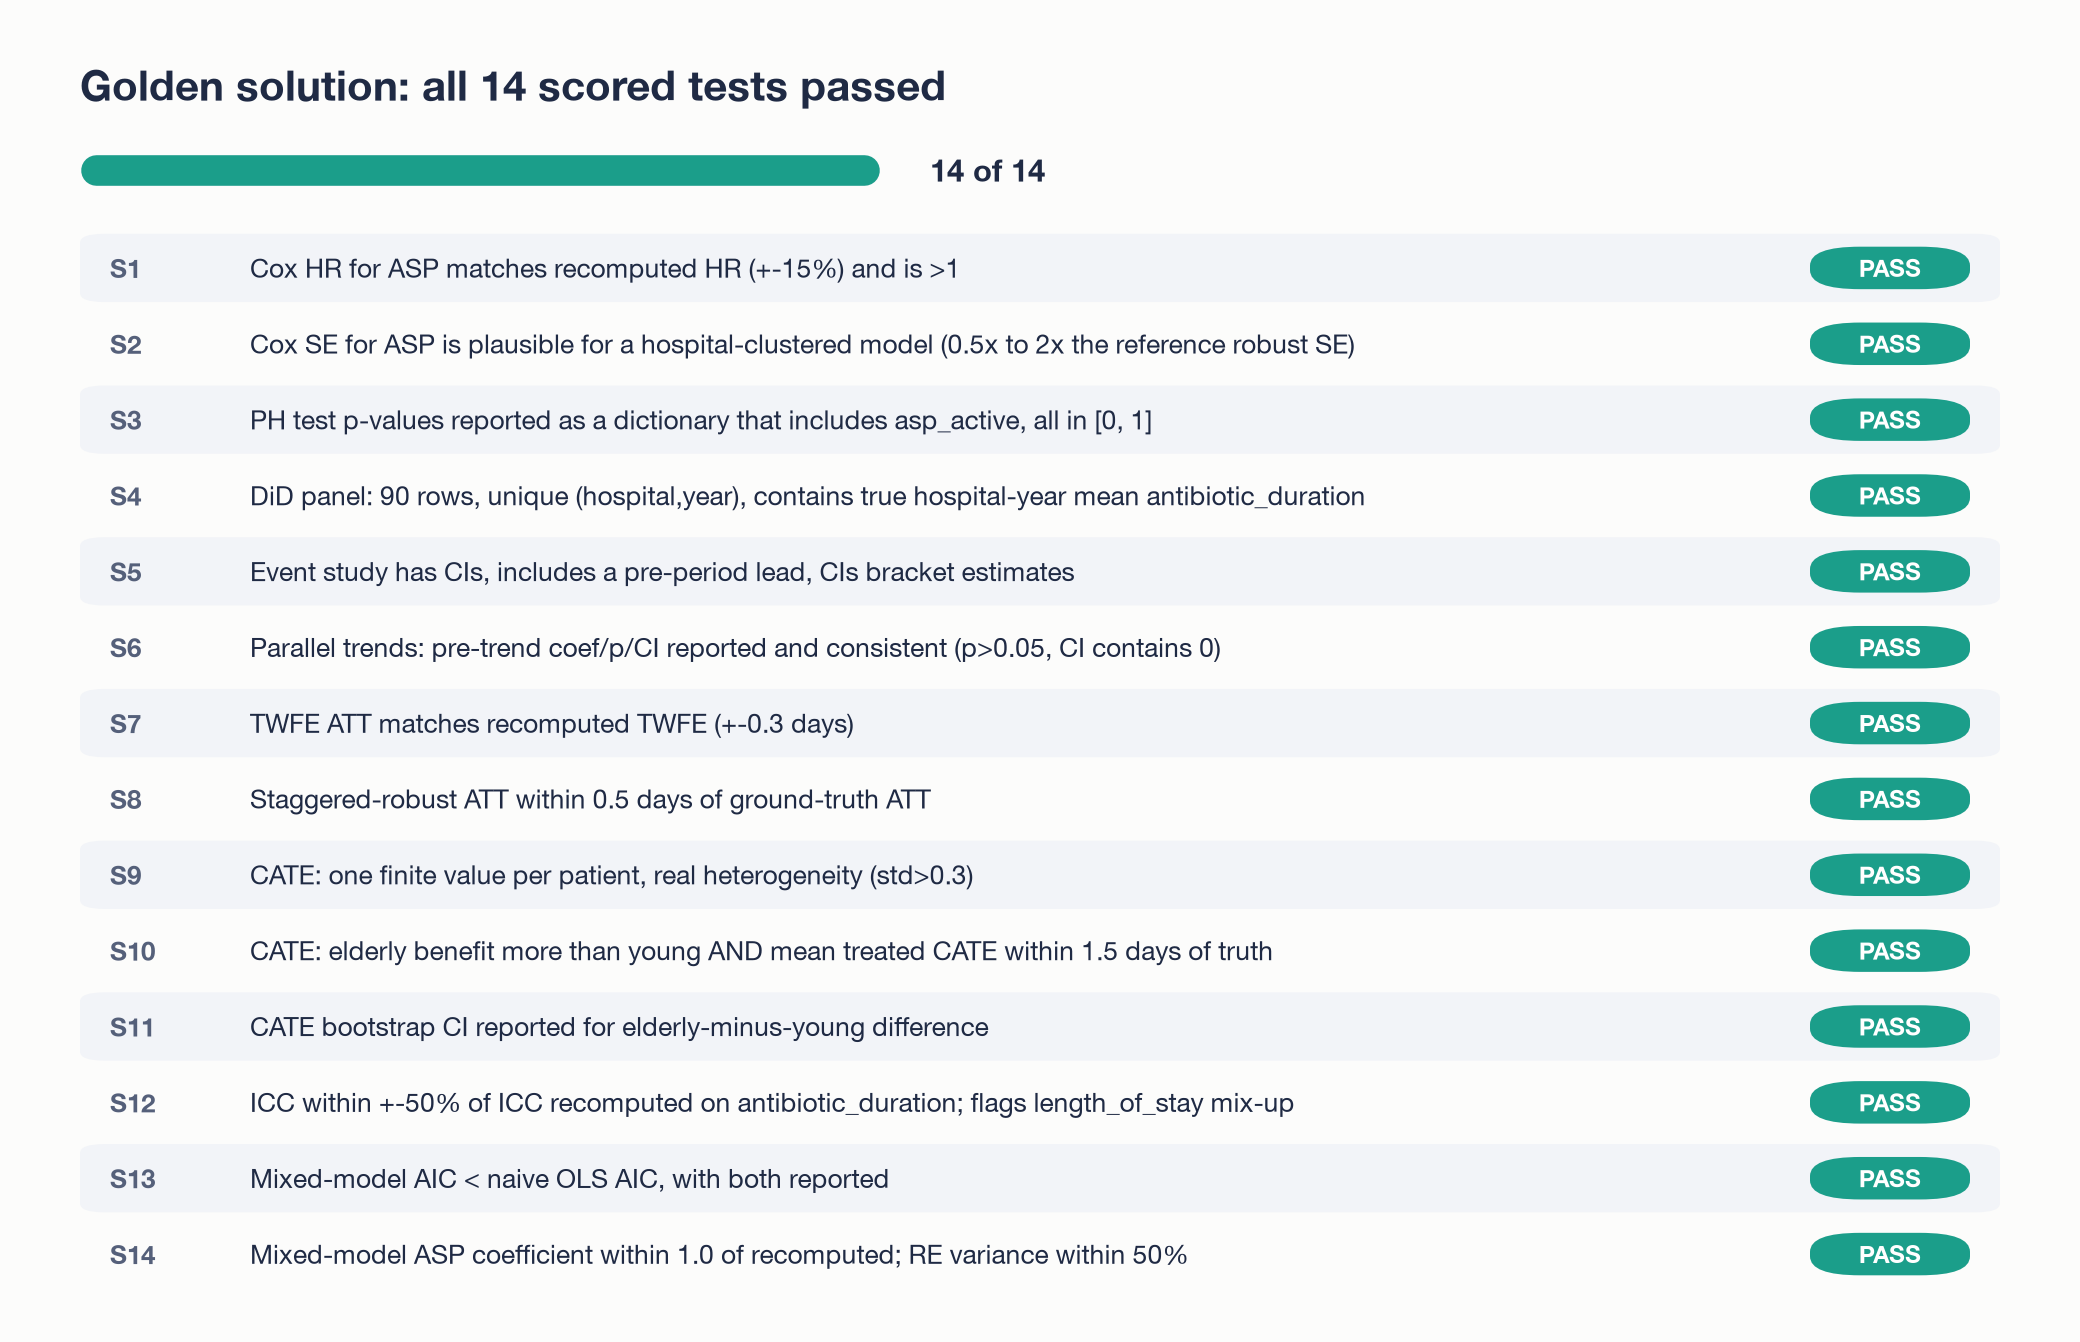 Golden solution: all 14 scored tests passed
14 of 14
S1 Cox HR for ASP matches recomputed HR (+-15%) and is >1 PASS
S2 Cox SE for ASP is plausible for a hospital-clustered model (0.5x to 2x the reference robust SE) PASS
S3 PH test p-values reported as a dictionary that includes asp_active, all in [0, 1] PASS
S4 DiD panel: 90 rows, unique (hospital,year), contains true hospital-year mean antibiotic_duration PASS
S5 Event study has CIs, includes a pre-period lead, CIs bracket estimates PASS
S6 Parallel trends: pre-trend coef/p/CI reported and consistent (p>0.05, CI contains 0) PASS
S7 TWFE ATT matches recomputed TWFE (+-0.3 days) PASS
S8 Staggered-robust ATT within 0.5 days of ground-truth ATT PASS
S9 CATE: one finite value per patient, real heterogeneity (std>0.3) PASS
S10 CATE: elderly benefit more than young AND mean treated CATE within 1.5 days of truth PASS
S11 CATE bootstrap CI reported for elderly-minus-young difference PASS
S12 ICC within +-50% of ICC recomputed on antibiotic_duration; flags length_of_stay mix-up PASS
S13 Mixed-model AIC < naive OLS AIC, with both reported PASS
S14 Mixed-model ASP coefficient within 1.0 of recomputed; RE variance within 50% PASS